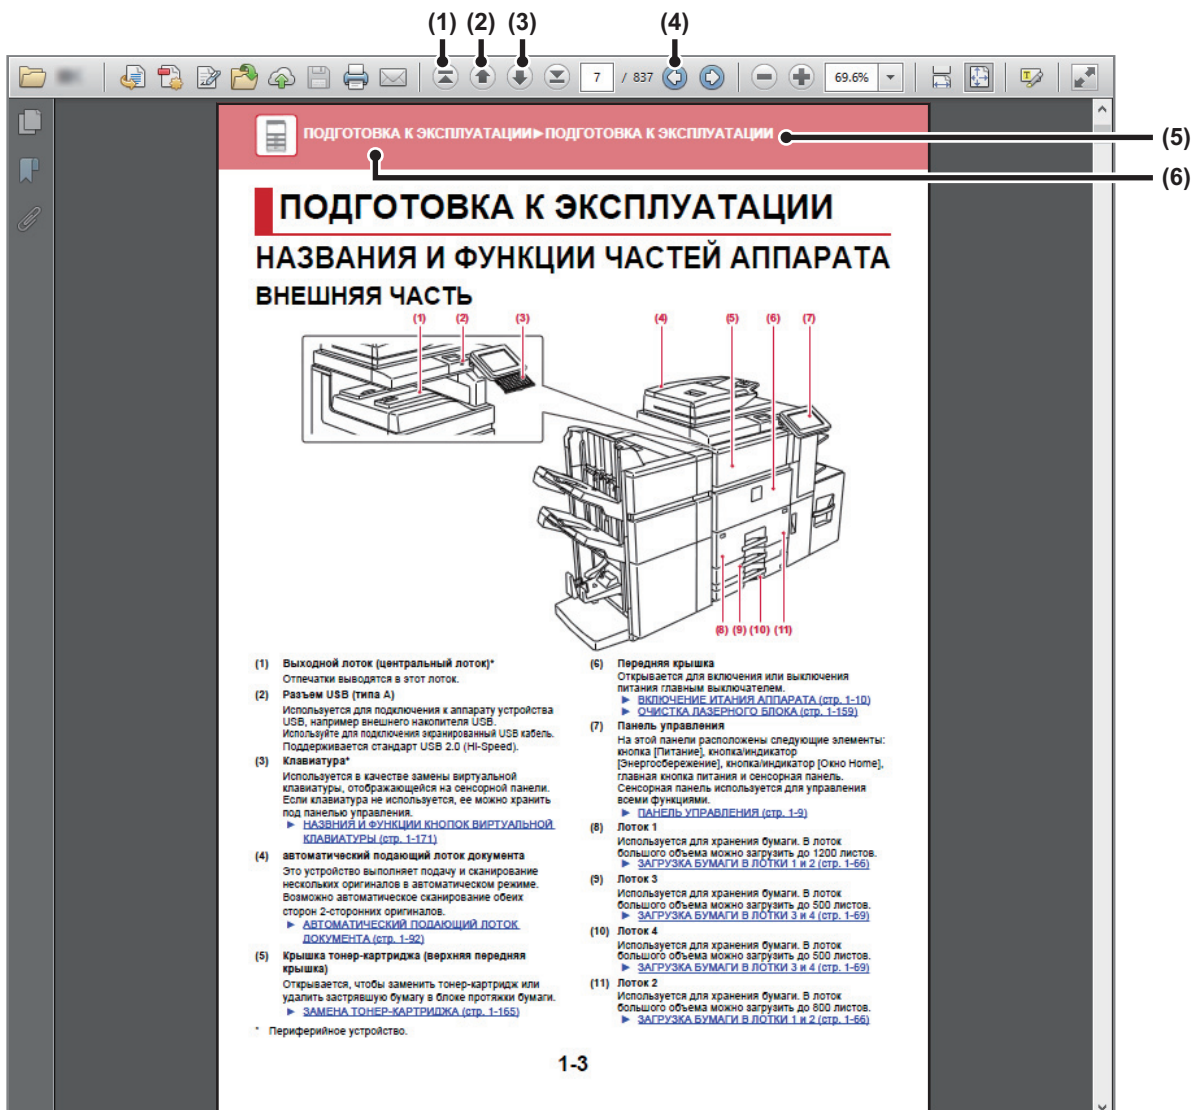 (1) (2) (3) (4)
7 / 837 69.6%
ПОДГОТОВКА К ЭКСПЛУАТАЦИИ►ПОДГОТОВКА К ЭКСПЛУАТАЦИИ
(5)
(6)
ПОДГОТОВКА К ЭКСПЛУАТАЦИИ
НАЗВАНИЯ И ФУНКЦИИ ЧАСТЕЙ АППАРАТА
ВНЕШНЯЯ ЧАСТЬ
(1) (2) (3) (4) (5) (6) (7)
(8) (9) (10) (11)
(1) Выходной лоток (центральный лоток)*
Отпечатки выводятся в этот лоток.
(2) Разъем USB (типа A)
Используется для подключения к аппарату устройства
USB, например внешнего накопителя USB.
Используйте для подключения экранированный USB кабель.
Поддерживается стандарт USB 2.0 (Hi-Speed).
(3) Клавиатура*
Используется в качестве замены виртуальной
клавиатуры, отображающейся на сенсорной панели.
Если клавиатура не используется, ее можно хранить
под панелью управления.
► НАЗВНИЯ И ФУНКЦИИ КНОПОК ВИРТУАЛЬНОЙ
КЛАВИАТУРЫ (стр. 1-171)
(4) автоматический подающий лоток документа
Это устройство выполняет подачу и сканирование
нескольких оригиналов в автоматическом режиме.
Возможно автоматическое сканирование обеих
сторон 2-сторонних оригиналов.
► АВТОМАТИЧЕСКИЙ ПОДАЮЩИЙ ЛОТОК
ДОКУМЕНТА (стр. 1-92)
(5) Крышка тонер-картриджа (верхняя передняя
крышка)
Открывается, чтобы заменить тонер-картридж или
удалить застрявшую бумагу в блоке протяжки бумаги.
► ЗАМЕНА ТОНЕР-КАРТРИДЖА (стр. 1-165)
* Периферийное устройство.
(6) Передняя крышка
Открывается для включения или выключения
питания главным выключателем.
► ВКЛЮЧЕНИЕ ИТАНИЯ АППАРАТА (стр. 1-10)
► ОЧИСТКА ЛАЗЕРНОГО БЛОКА (стр. 1-159)
(7) Панель управления
На этой панели расположены следующие элементы:
кнопка [Питание], кнопка/индикатор
[Энергосбережение], кнопка/индикатор [Окно Home],
главная кнопка питания и сенсорная панель.
Сенсорная панель используется для управления
всеми функциями.
► ПАНЕЛЬ УПРАВЛЕНИЯ (стр. 1-9)
(8) Лоток 1
Используется для хранения бумаги. В лоток
большого объема можно загрузить до 1200 листов.
► ЗАГРУЗКА БУМАГИ В ЛОТКИ 1 и 2 (стр. 1-66)
(9) Лоток 3
Используется для хранения бумаги. В лоток
большого объема можно загрузить до 500 листов.
► ЗАГРУЗКА БУМАГИ В ЛОТКИ 3 и 4 (стр. 1-69)
(10) Лоток 4
Используется для хранения бумаги. В лоток
большого объема можно загрузить до 500 листов.
► ЗАГРУЗКА БУМАГИ В ЛОТКИ 3 и 4 (стр. 1-69)
(11) Лоток 2
Используется для хранения бумаги. В лоток
большого объема можно загрузить до 800 листов.
► ЗАГРУЗКА БУМАГИ В ЛОТКИ 1 и 2 (стр. 1-66)
1-3